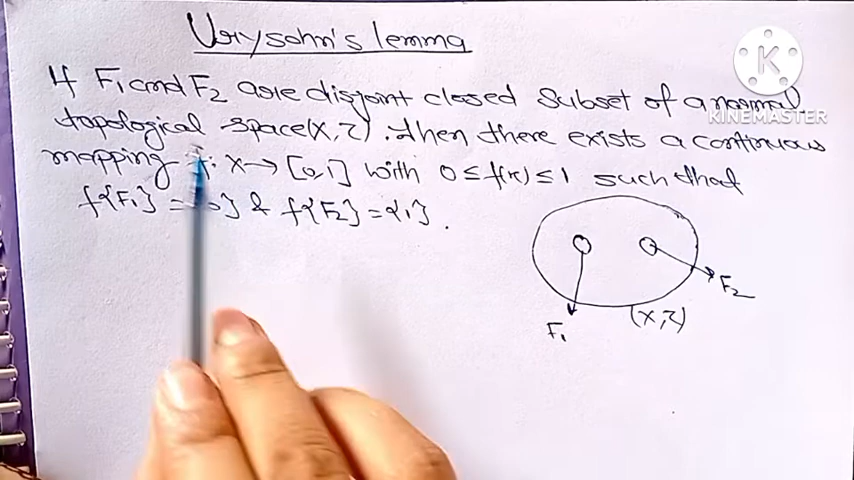 Urysohn's lemma
If F₁ and F₂ are disjoint closed subset of a normal
topological space (X,τ). Then there exists a continuous
mapping f: X → [0,1] with 0 ≤ f(x) ≤ 1 such that
f{F₁} = {0} & f{F₂} = {1}.
F₁
F₂
(X,τ)
K
KINEMASTER